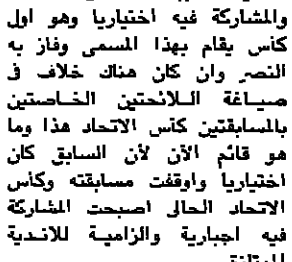 والمشاركة فيه اختياريا وهو اول
كأس يقام بهذا المسمى وفاز به
النصر وان كان هناك خلاف في
صياغة اللائحتين الخاصتين
بالمسابقتين كأس الاتحاد هذا وما
هو قائم الآن لأن السابق كان
اختياريا واوقفت مسابقته وكأس
الاتحاد الحالى اصبحت المشاركة
فيه اجبارية والزامية للاندية